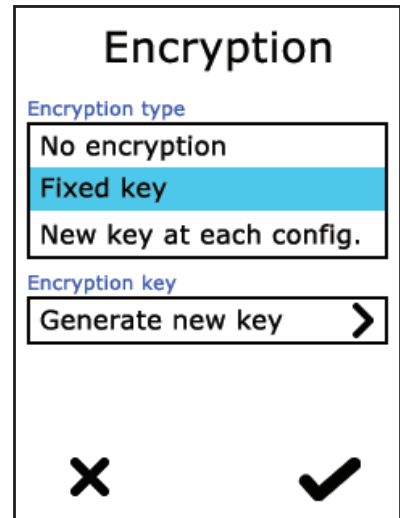 Encryption
Encryption type
No encryption
Fixed key
New key at each config.
Encryption key
Generate new key